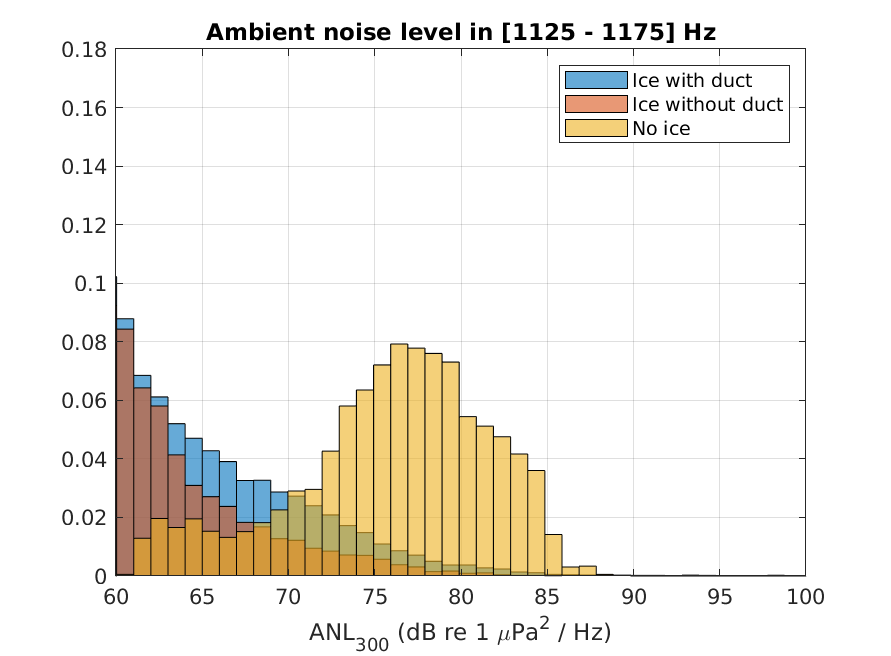 Ambient noise level in [1125 - 1175] Hz
0.18
0.16
0.14
0.12
0.1
0.08
0.06
0.04
0.02
0
Ice with duct
Ice without duct
No ice
60 65 70 75 80 85 90 95 100
ANL300 (dB re 1 μPa2 / Hz)